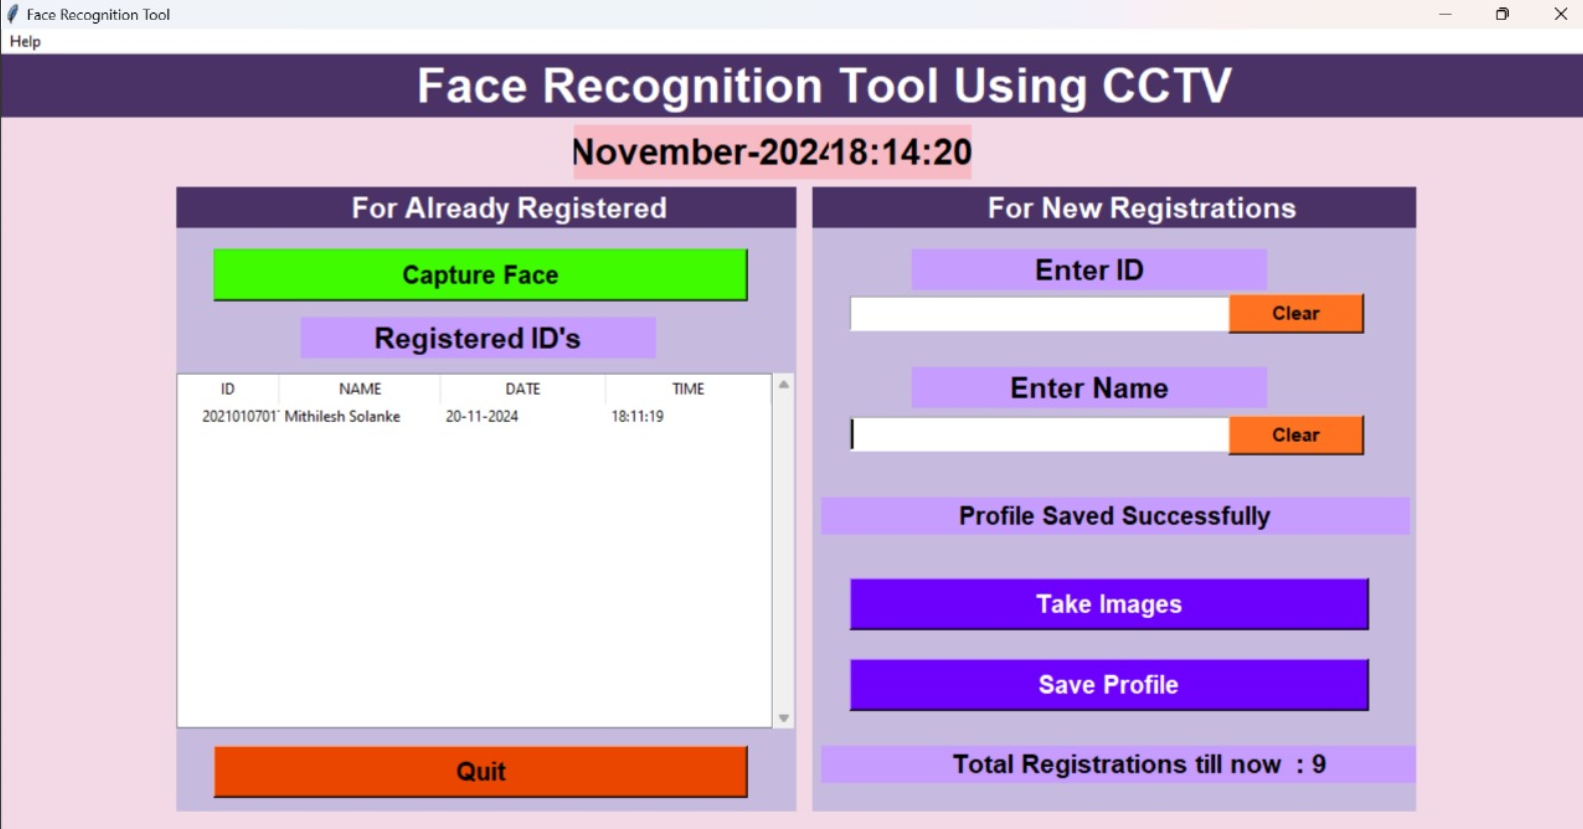 Face Recognition Tool
Help
Face Recognition Tool Using CCTV
November-2024 18:14:20
For Already Registered
Capture Face
Registered ID's
ID NAME DATE TIME
2021010701 Mithilesh Solanke 20-11-2024 18:11:19
Quit
For New Registrations
Enter ID
Clear
Enter Name
Clear
Profile Saved Successfully
Take Images
Save Profile
Total Registrations till now : 9